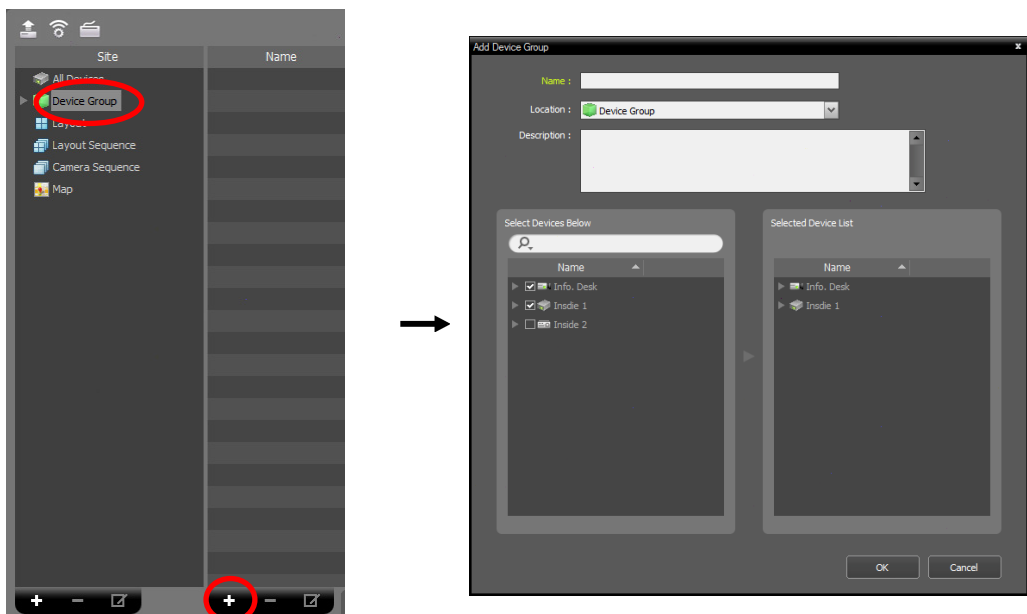 Site
Name
All Devices
Device Group
Layout
Layout Sequence
Camera Sequence
Map
Add Device Group
x
Name :
Location :
Device Group
Description :
Select Devices Below
Name
Info. Desk
Insdie 1
Inside 2
Selected Device List
Name
Info. Desk
Insdie 1
OK
Cancel